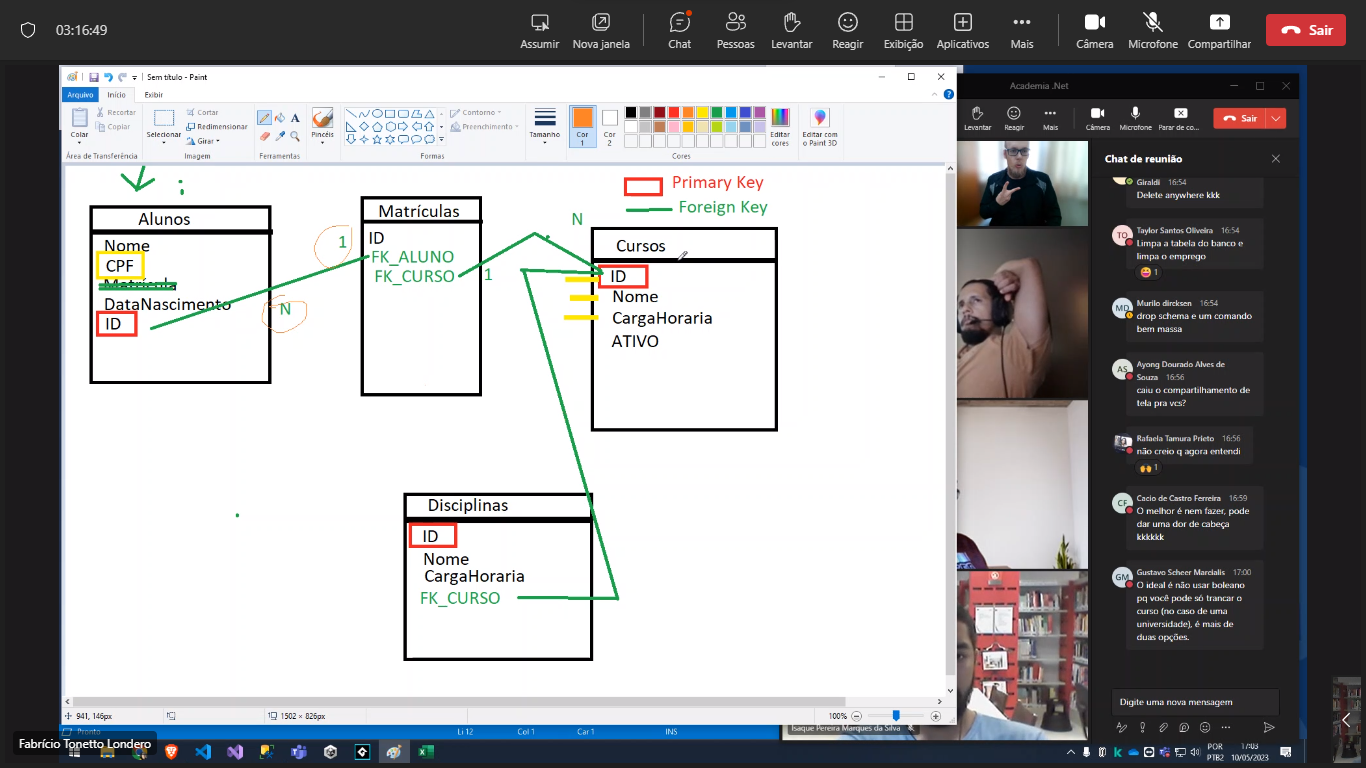 03:16:49
Assumir
Nova janela
Chat
Pessoas
Levantar
Reagir
Exibição
Aplicativos
Mais
Câmera
Microfone
Compartilhar
Sair
Sem título - Paint
Arquivo
Início
Exibir
Colar
Recortar
Copiar
Área de Transferência
Selecionar
Cortar
Redimensionar
Girar
Imagem
Ferramentas
Pincéis
Contorno
Preenchimento
Formas
Tamanho
Cor 1
Cor 2
Editar cores
Cores
Editar com o Paint 3D
Primary Key
Foreign Key
Alunos
Nome
CPF
Matrícula
DataNascimento
ID
1
N
Matrículas
ID
FK_ALUNO
FK_CURSO
N
1
Cursos
ID
Nome
CargaHoraria
ATIVO
Disciplinas
ID
Nome
CargaHoraria
FK_CURSO
941, 146px
1502 × 826px
100%
Pronto
Li 12
Col 1
Car 1
INS
Academia .Net
Levantar
Reagir
Mais
Câmera
Microfone
Parar de co...
Sair
Chat de reunião
Giraldi 16:54
Delete anywhere kkk
TO
Taylor Santos Oliveira 16:54
Limpa a tabela do banco e
limpa o emprego
1
MD
Murilo dircksen 16:54
drop schema e um comando
bem massa
AS
Ayong Dourado Alves de
Souza 16:56
caiu o compartilhamento de
tela pra vcs?
Rafaela Tamura Prieto 16:56
não creio q agora entendi
1
CF
Cacio de Castro Ferreira 16:59
O melhor é nem fazer, pode
dar uma dor de cabeça
kkkkkk
GM
Gustavo Scheer Marcialis 17:00
O ideal é não usar boleano
pq você pode só trancar o
curso (no caso de uma
universidade), é mais de
duas opções.
Digite uma nova mensagem
Isaque Pereira Marques da Silva
Fabrício Tonetto Londero
POR
PTB2
17:03
10/05/2023